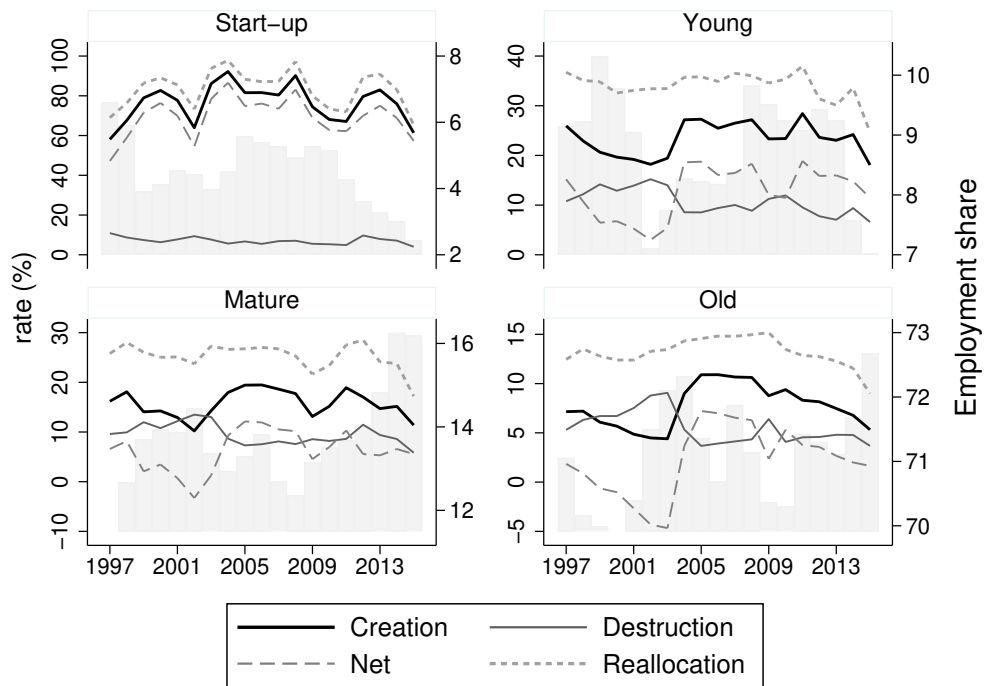 Start−up
Young
0 20 40 60 80 100
2 4 6 8
0 10 20 30 40
7 8 9 10
Mature
Old
−10 0 10 20 30
12 14 16
−5 0 5 10 15
70 71 72 73
1997 2001 2005 2009 2013
1997 2001 2005 2009 2013
rate (%)
Employment share
Creation Destruction
Net Reallocation